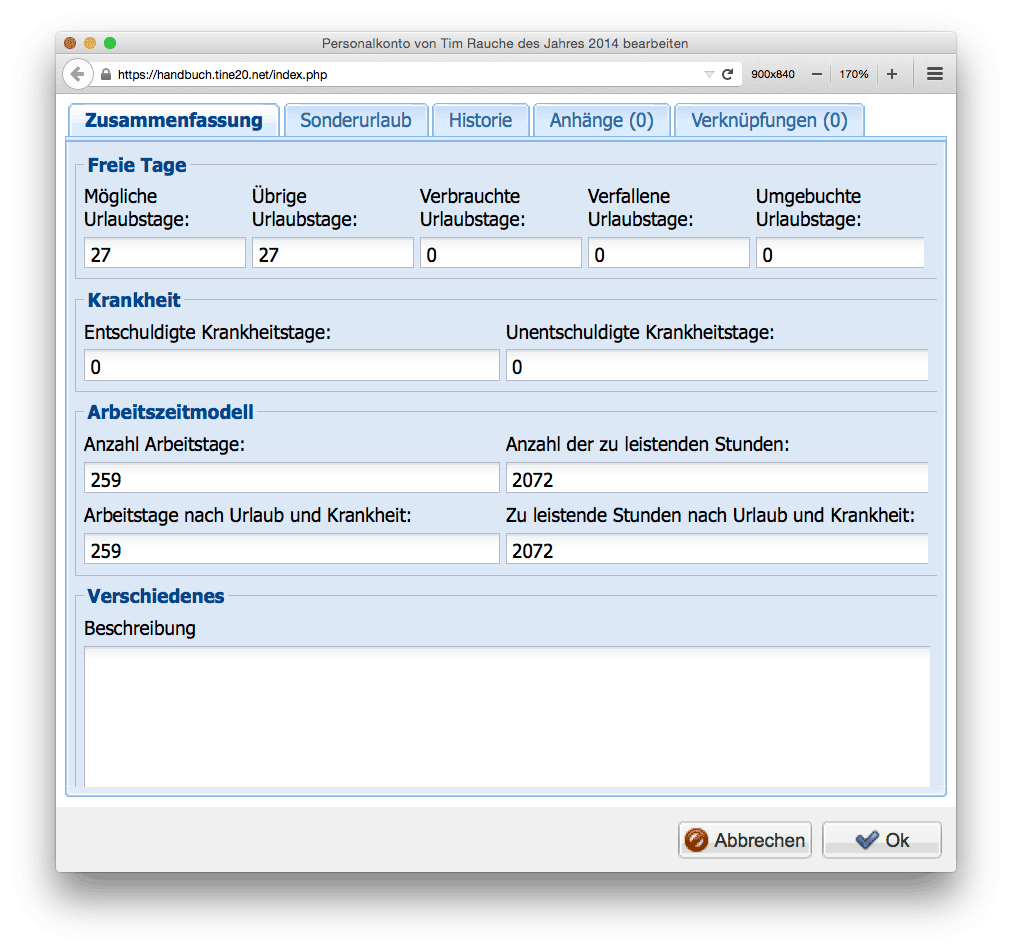 Personalkonto von Tim Rauche des Jahres 2014 bearbeiten
https://handbuch.tine20.net/index.php 900x840 170%
Zusammenfassung Sonderurlaub Historie Anhänge (0) Verknüpfungen (0)
Freie Tage
Mögliche Urlaubstage: Übrige Urlaubstage: Verbrauchte Urlaubstage: Verfallene Urlaubstage: Umgebuchte Urlaubstage:
27 27 0 0 0
Krankheit
Entschuldigte Krankheitstage: Unentschuldigte Krankheitstage:
0 0
Arbeitszeitmodell
Anzahl Arbeitstage: Anzahl der zu leistenden Stunden:
259 2072
Arbeitstage nach Urlaub und Krankheit: Zu leistende Stunden nach Urlaub und Krankheit:
259 2072
Verschiedenes
Beschreibung
Abbrechen Ok